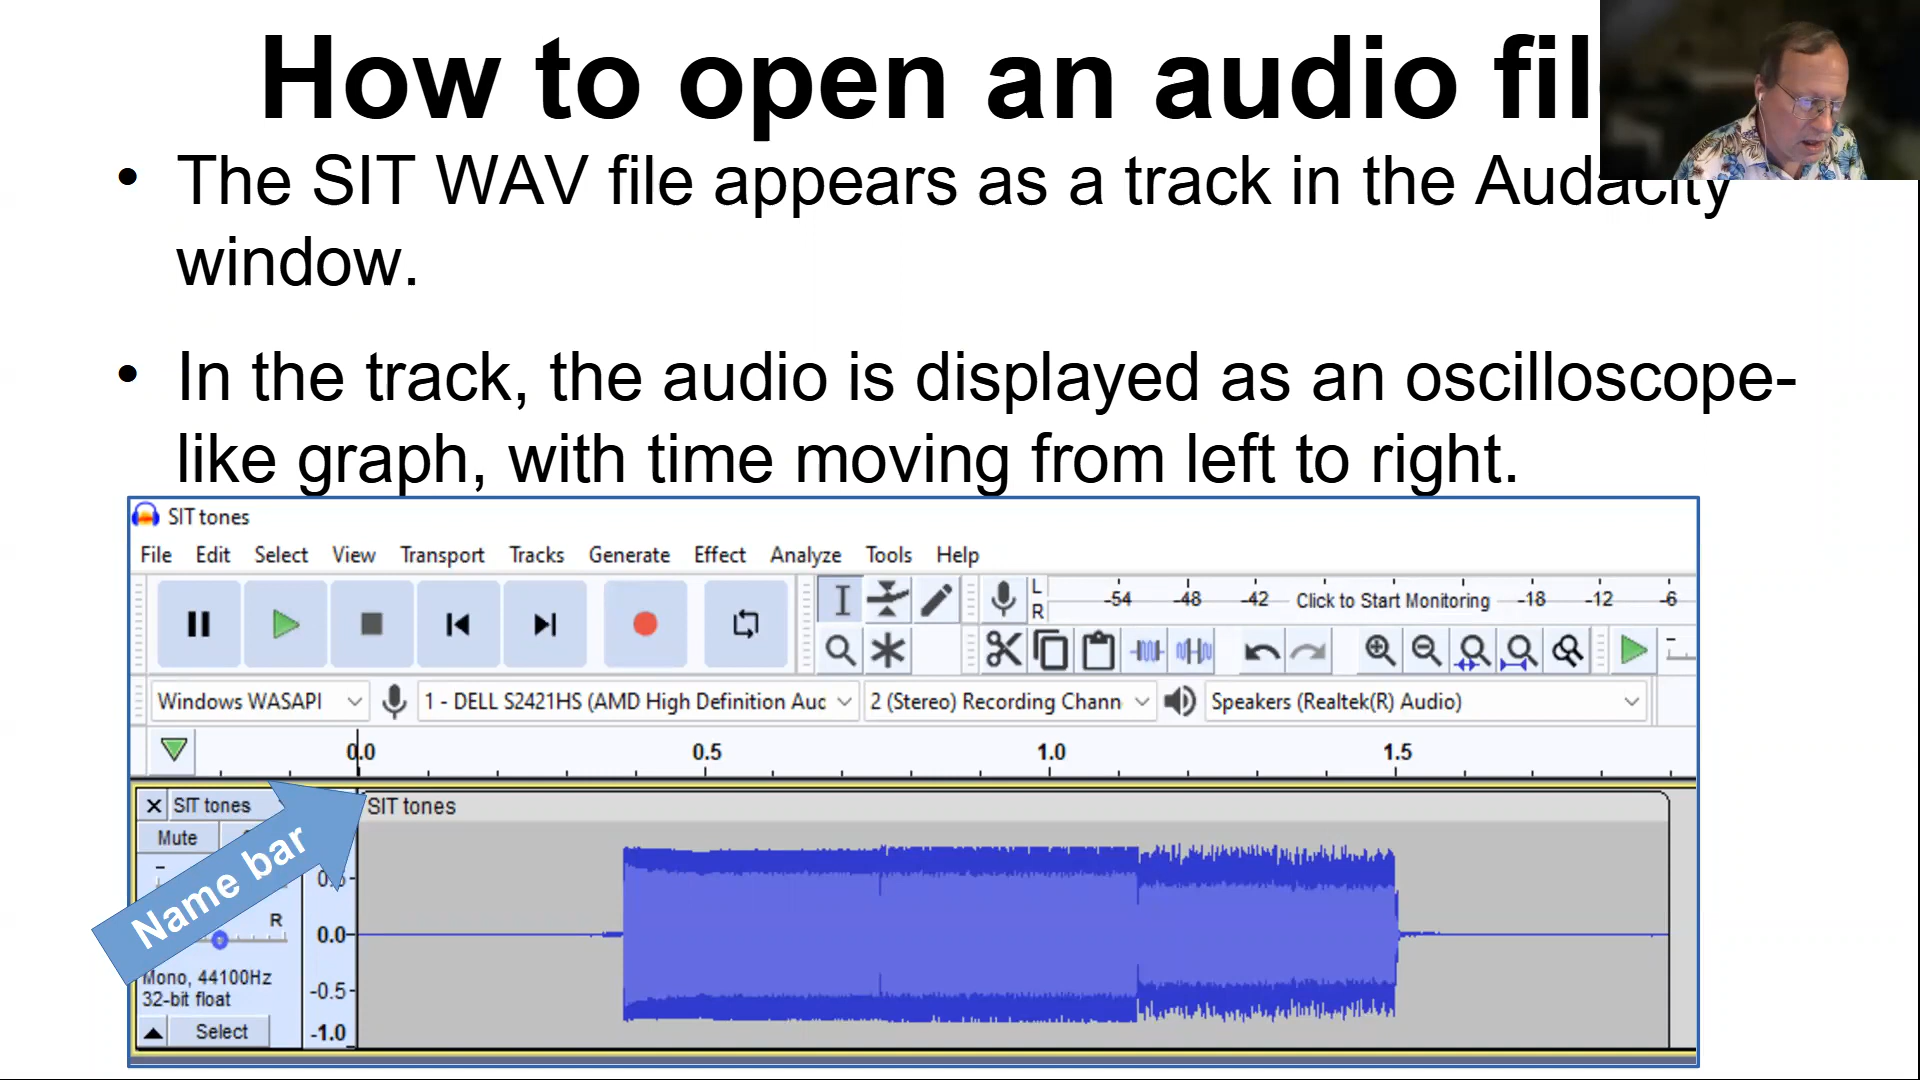 How to open an audio fil
• The SIT WAV file appears as a track in the Audacity
window.
• In the track, the audio is displayed as an oscilloscope-
like graph, with time moving from left to right.
SIT tones
File Edit Select View Transport Tracks Generate Effect Analyze Tools Help
L
R
-54 -48 -42 Click to Start Monitoring -18 -12 -6
Windows WASAPI 1 - DELL S2421HS (AMD High Definition Aud 2 (Stereo) Recording Chann Speakers (Realtek(R) Audio)
0.0 0.5 1.0 1.5
SIT tones SIT tones
Mute
Name bar
R
0.0
Mono, 44100Hz
32-bit float
-0.5
Select
-1.0